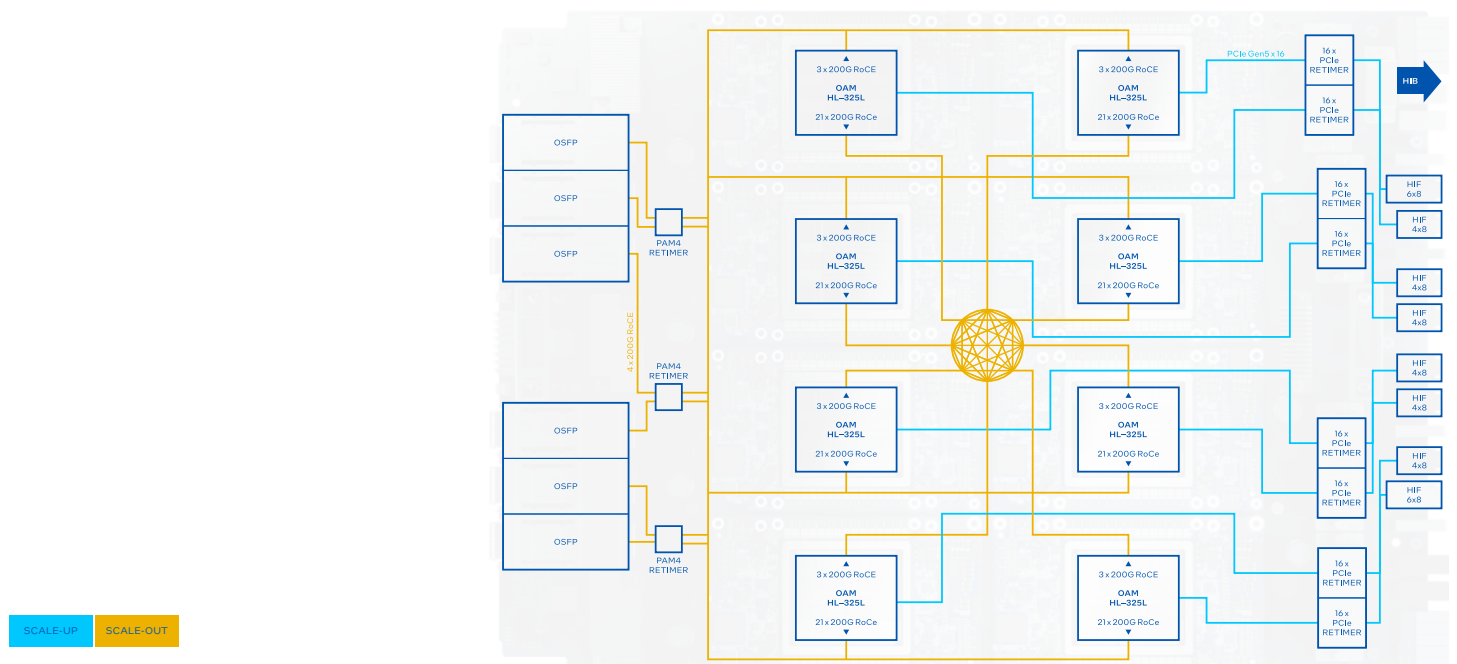 3 x 200G RoCE
OAM
HL–325L
21 x 200G RoCe
3 x 200G RoCE
OAM
HL–325L
21 x 200G RoCe
PCIe Gen5 x 16
16 x
PCIe
RETIMER
16 x
PCIe
RETIMER
HIB
OSFP
OSFP
OSFP
PAM4
RETIMER
3 x 200G RoCE
OAM
HL–325L
21 x 200G RoCe
3 x 200G RoCE
OAM
HL–325L
21 x 200G RoCe
16 x
PCIe
RETIMER
16 x
PCIe
RETIMER
HIF
6x8
HIF
4x8
HIF
4x8
HIF
4x8
4 x 200G RoCE
PAM4
RETIMER
OSFP
OSFP
OSFP
PAM4
RETIMER
3 x 200G RoCE
OAM
HL–325L
21 x 200G RoCe
3 x 200G RoCE
OAM
HL–325L
21 x 200G RoCe
16 x
PCIe
RETIMER
16 x
PCIe
RETIMER
HIF
4x8
HIF
4x8
HIF
4x8
HIF
6x8
3 x 200G RoCE
OAM
HL–325L
21 x 200G RoCe
3 x 200G RoCE
OAM
HL–325L
21 x 200G RoCe
16 x
PCIe
RETIMER
16 x
PCIe
RETIMER
SCALE-UP
SCALE-OUT